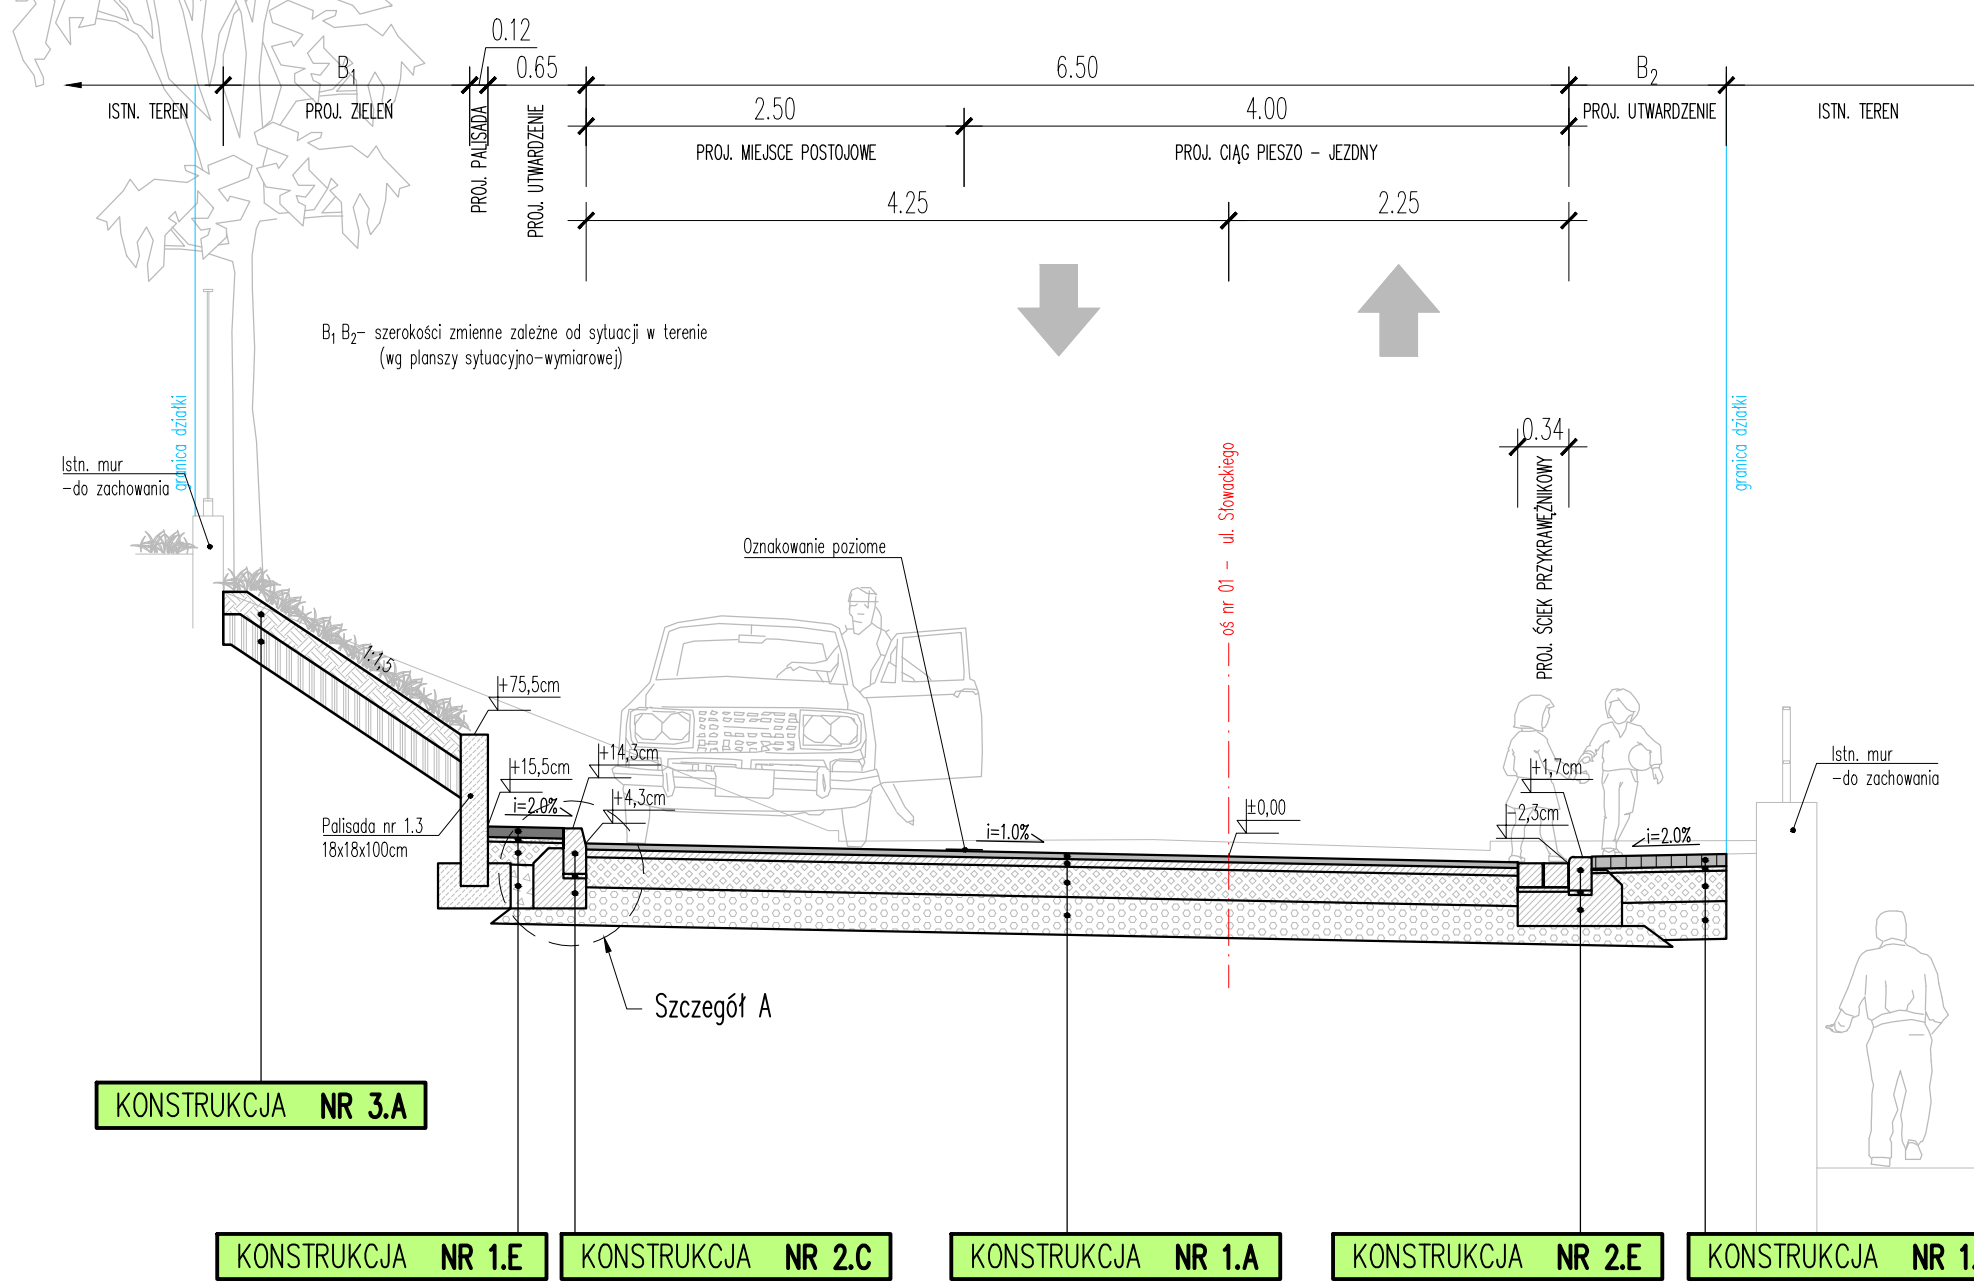 0.12
B₁
0.65
6.50
B₂
ISTN. TEREN
PROJ. ZIELEŃ
PROJ. PALISADA
PROJ. UTWARDZENIE
2.50
4.00
PROJ. UTWARDZENIE
ISTN. TEREN
PROJ. MIEJSCE POSTOJOWE
PROJ. CIĄG PIESZO - JEZDNY
4.25
2.25
B₁ B₂- szerokości zmienne zależne od sytuacji w terenie
(wg planszy sytuacyjno-wymiarowej)
granica działki
granica działki
0.34
PROJ. ŚCIEK PRZYKRAWĘŻNIKOWY
oś nr 01 - ul. Słowackiego
Istn. mur
-do zachowania
Oznakowanie poziome
1:1,5
+75,5cm
+14,3cm
+15,5cm
+4,3cm
i=2.0%
±0,00
i=1.0%
+1,7cm
-2,3cm
i=2.0%
Istn. mur
-do zachowania
Palisada nr 1.3
18x18x100cm
Szczegół A
KONSTRUKCJA NR 3.A
KONSTRUKCJA NR 1.E
KONSTRUKCJA NR 2.C
KONSTRUKCJA NR 1.A
KONSTRUKCJA NR 2.E
KONSTRUKCJA NR 1.